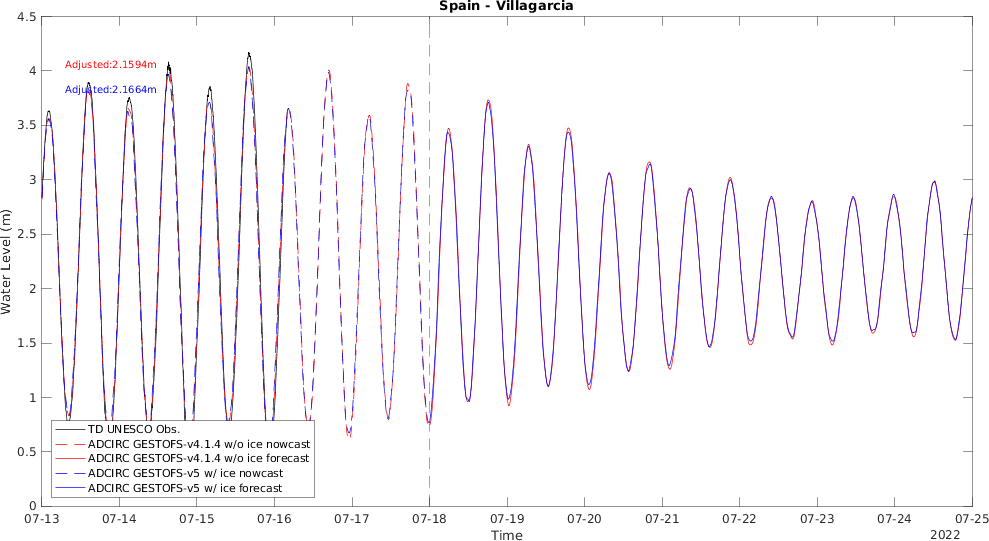 Spain - Villagarcia
4.5
4
3.5
3
2.5
2
1.5
1
0.5
0
Water Level (m)
Adjusted:2.1594m
Adjusted:2.1664m
TD UNESCO Obs.
ADCIRC GESTOFS-v4.1.4 w/o ice nowcast
ADCIRC GESTOFS-v4.1.4 w/o ice forecast
ADCIRC GESTOFS-v5 w/ ice nowcast
ADCIRC GESTOFS-v5 w/ ice forecast
07-13 07-14 07-15 07-16 07-17 07-18 07-19 07-20 07-21 07-22 07-23 07-24 07-25
Time
2022